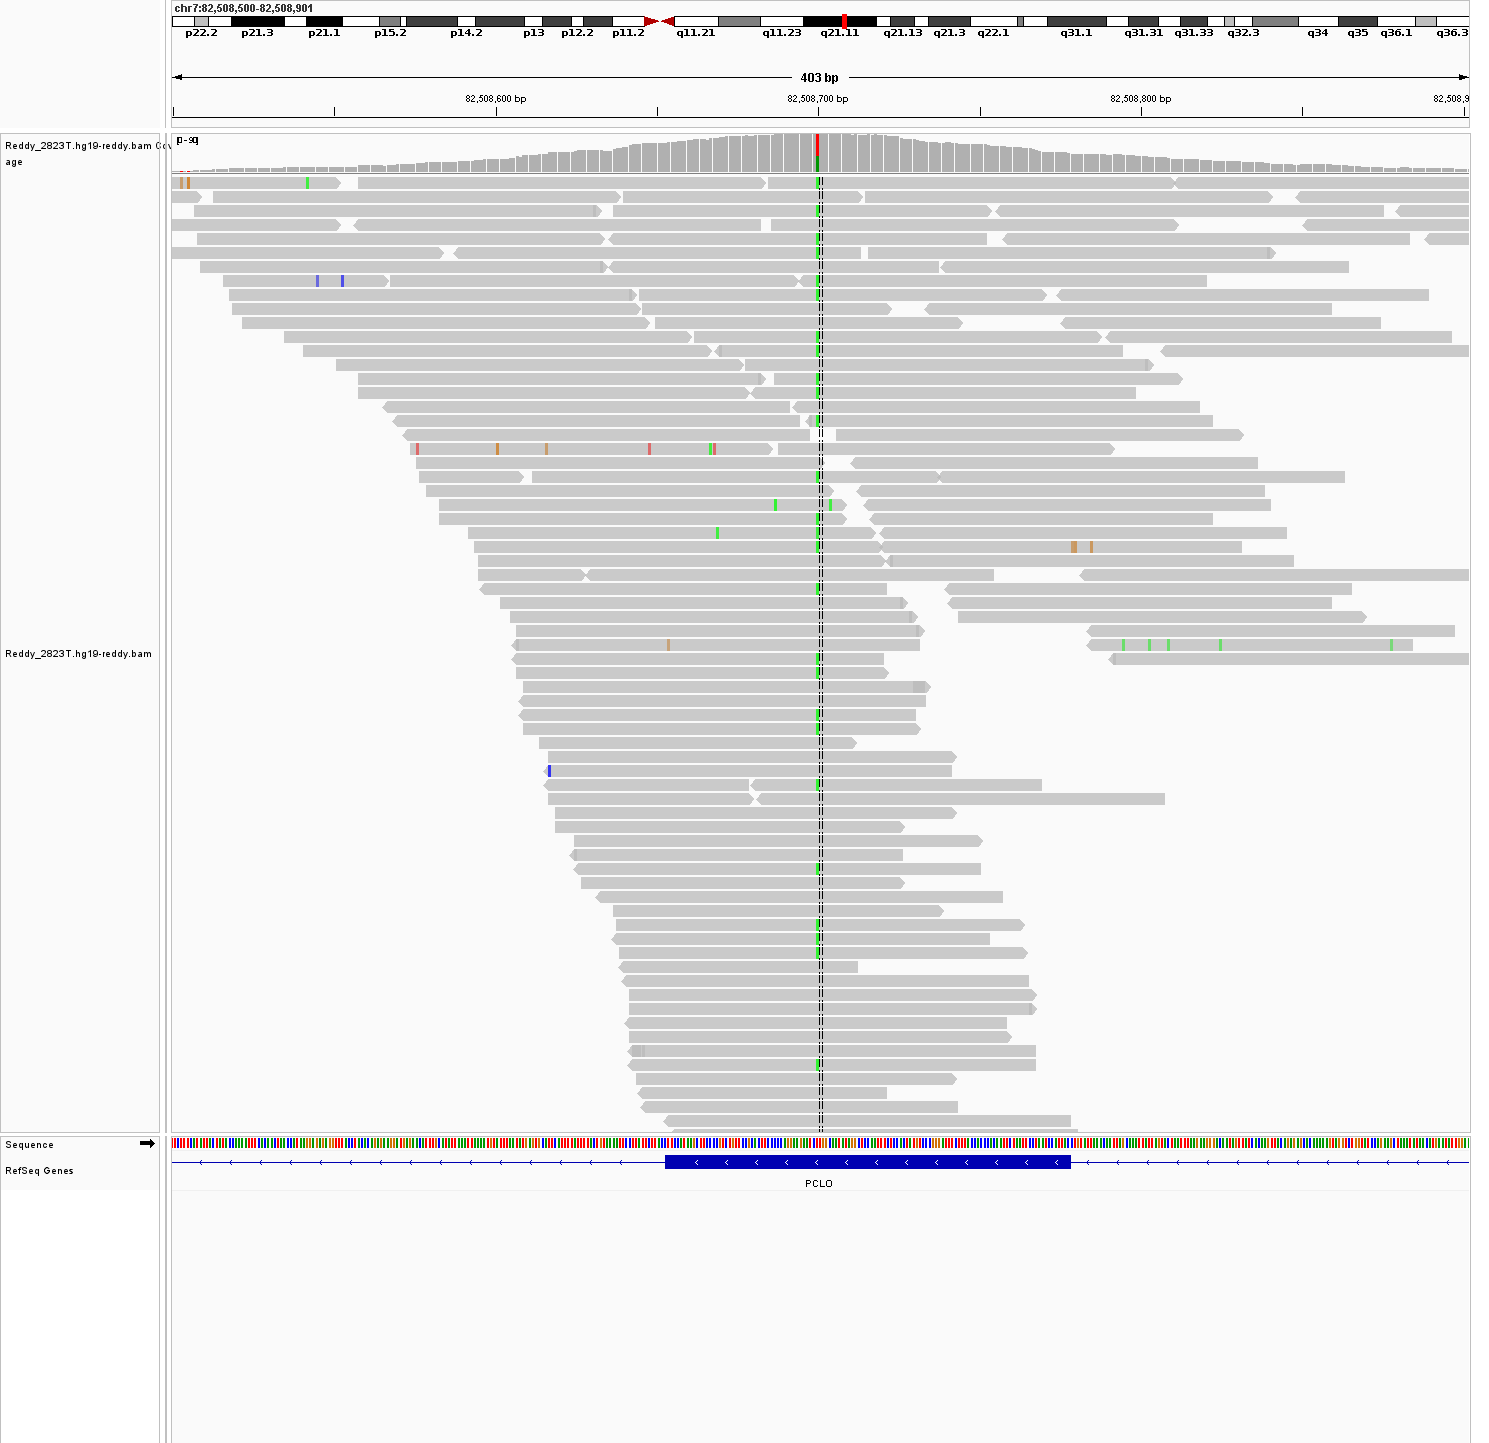 chr7:82,508,500-82,508,901
p22.2 p21.3 p21.1 p15.2 p14.2 p13 p12.2 p11.2 q11.21 q11.23 q21.11 q21.13 q21.3 q22.1 q31.1 q31.31 q31.33 q32.3 q34 q35 q36.1 q36.3
403 bp
82,508,600 bp 82,508,700 bp 82,508,800 bp 82,508,9
Reddy_2823T.hg19-reddy.bam Cov
age
Reddy_2823T.hg19-reddy.bam
Sequence
RefSeq Genes
PCLO